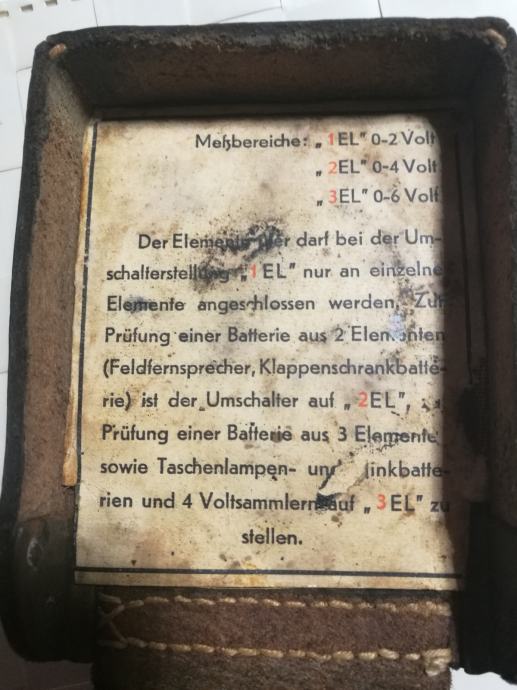 Meßbereiche: „ 1EL" 0-2 Volt
„ 2EL" 0-4 Volt
„ 3EL" 0-6 Volt
Der darf bei der Um-
schalterstellung „1EL" nur an einzelne
Elemente angeschlossen werden. Zur
Prüfung einer Batterie aus 2 Elementen
(Feldfernsprecher, Klappenschrankbatte-
rie) ist der Umschalter auf „ 2EL",
Prüfung einer Batterie aus 3 Elemente
sowie Taschenlampen- und linkbatte-
rien und 4 Voltsammlern auf „ 3EL" zu
stellen.